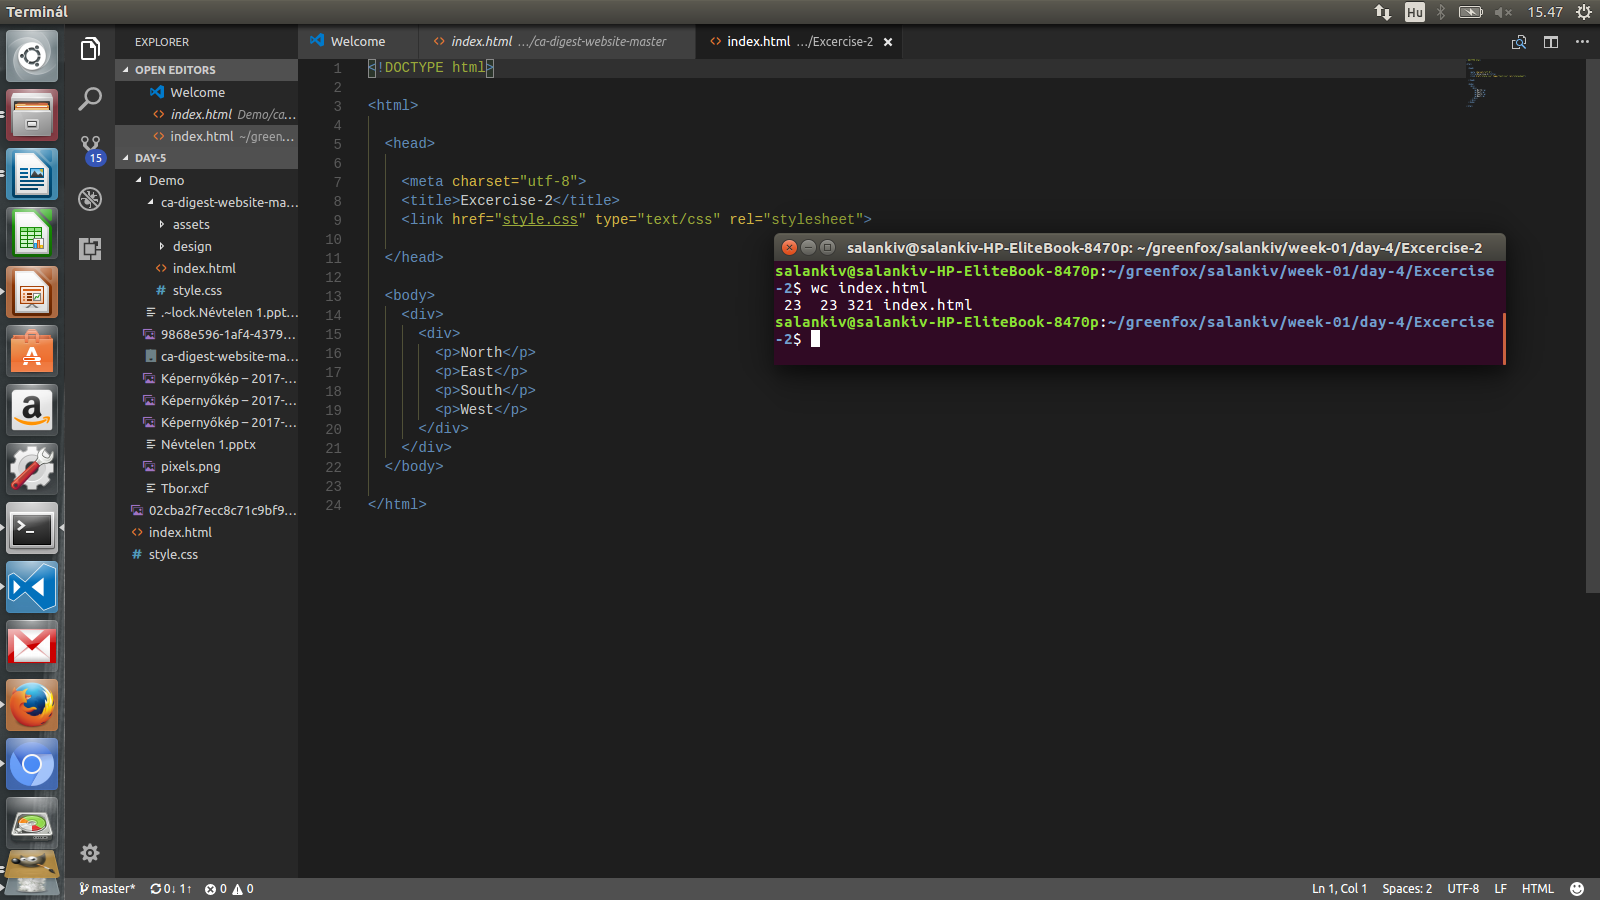 Terminál
Hu
15.47
EXPLORER
OPEN EDITORS
Welcome
index.html Demo/ca...
index.html ~/green...
15
DAY-5
Demo
ca-digest-website-ma...
assets
design
index.html
style.css
.~lock.Névtelen 1.ppt...
9868e596-1af4-4379...
ca-digest-website-ma...
Képernyőkép – 2017-...
Képernyőkép – 2017-...
Képernyőkép – 2017-...
Névtelen 1.pptx
pixels.png
Tbor.xcf
02cba2f7ecc8c71c9bf9...
index.html
style.css
Welcome
index.html .../ca-digest-website-master
index.html .../Excercise-2
1 <!DOCTYPE html>
2
3 <html>
4
5 <head>
6
7 <meta charset="utf-8">
8 <title>Excercise-2</title>
9 <link href="style.css" type="text/css" rel="stylesheet">
10
11 </head>
12
13 <body>
14 <div>
15 <div>
16 <p>North</p>
17 <p>East</p>
18 <p>South</p>
19 <p>West</p>
20 </div>
21 </div>
22 </body>
23
24 </html>
salankiv@salankiv-HP-EliteBook-8470p: ~/greenfox/salankiv/week-01/day-4/Excercise-2
salankiv@salankiv-HP-EliteBook-8470p:~/greenfox/salankiv/week-01/day-4/Excercise
-2$ wc index.html
23 23 321 index.html
salankiv@salankiv-HP-EliteBook-8470p:~/greenfox/salankiv/week-01/day-4/Excercise
-2$
master* 0↓ 1↑ 0 0
Ln 1, Col 1 Spaces: 2 UTF-8 LF HTML